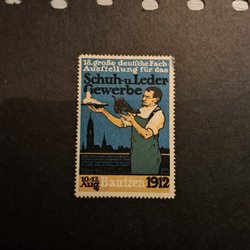 18. große deutsche Fach-
Ausstellung für das
Schuh- u. Leder
Gewerbe
10-13
Aug. Bautzen 1912